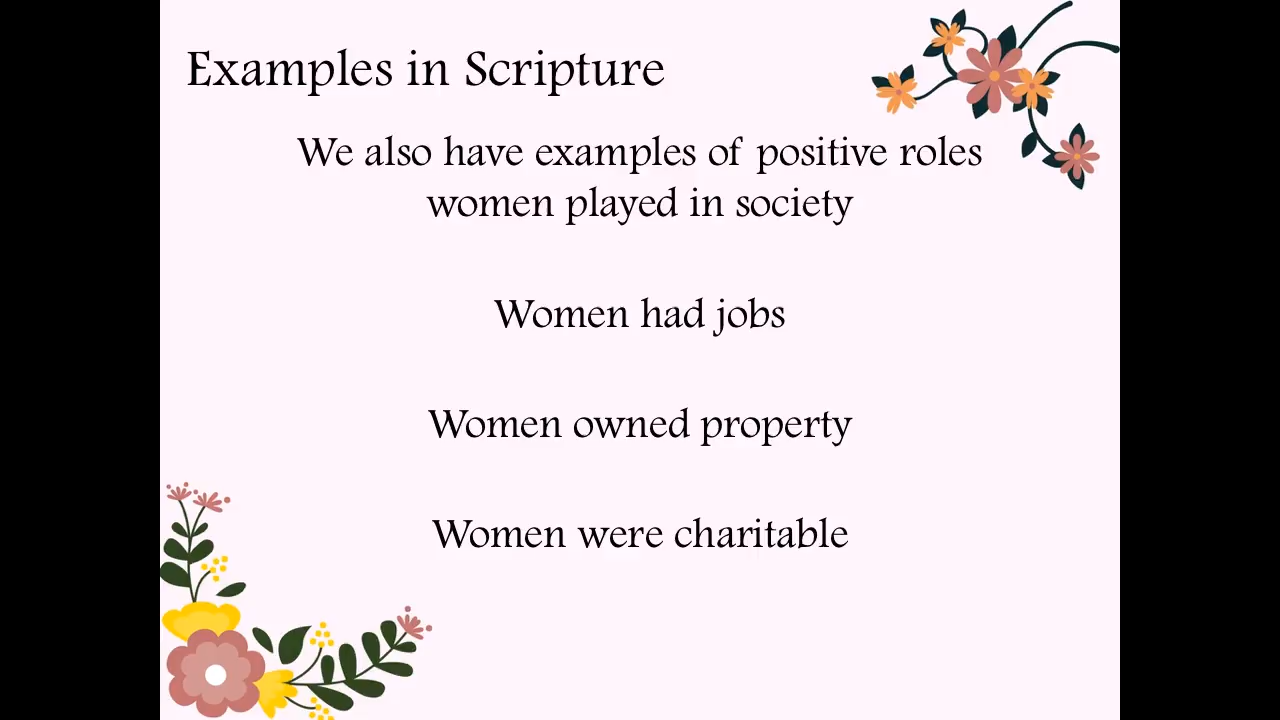 Examples in Scripture
We also have examples of positive roles
women played in society
Women had jobs
Women owned property
Women were charitable